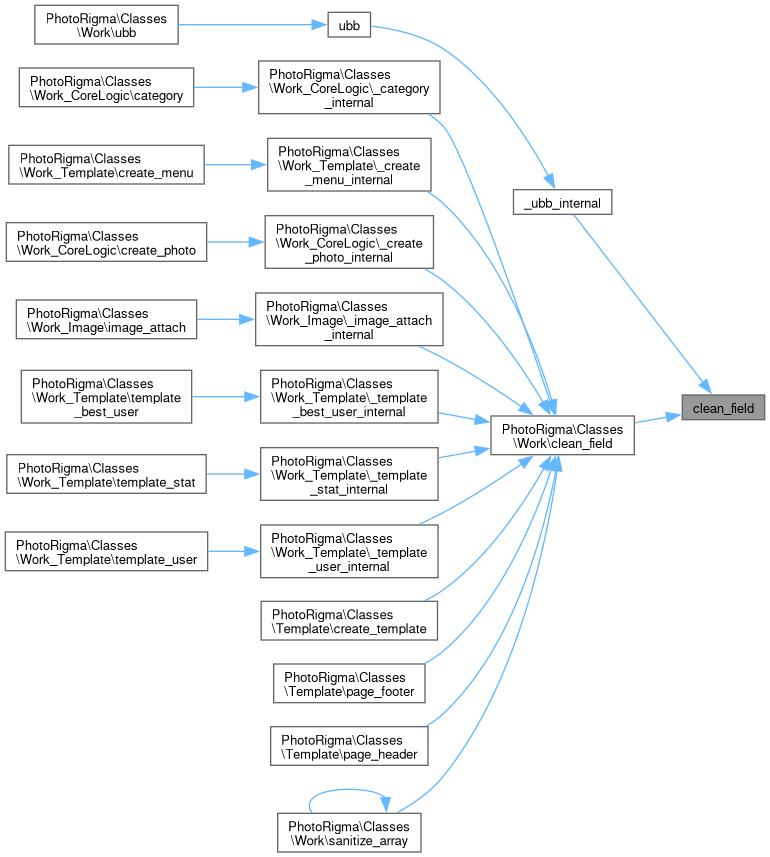 PhotoRigma\Classes
\Work\ubb
ubb
PhotoRigma\Classes
\Work_CoreLogic\category
PhotoRigma\Classes
\Work_CoreLogic\_category
_internal
PhotoRigma\Classes
\Work_Template\create_menu
PhotoRigma\Classes
\Work_Template\_create
_menu_internal
_ubb_internal
PhotoRigma\Classes
\Work_CoreLogic\create_photo
PhotoRigma\Classes
\Work_CoreLogic\_create
_photo_internal
PhotoRigma\Classes
\Work_Image\image_attach
PhotoRigma\Classes
\Work_Image\_image_attach
_internal
PhotoRigma\Classes
\Work_Template\template
_best_user
PhotoRigma\Classes
\Work_Template\_template
_best_user_internal
clean_field
PhotoRigma\Classes
\Work\clean_field
PhotoRigma\Classes
\Work_Template\template_stat
PhotoRigma\Classes
\Work_Template\_template
_stat_internal
PhotoRigma\Classes
\Work_Template\template_user
PhotoRigma\Classes
\Work_Template\_template
_user_internal
PhotoRigma\Classes
\Template\create_template
PhotoRigma\Classes
\Template\page_footer
PhotoRigma\Classes
\Template\page_header
PhotoRigma\Classes
\Work\sanitize_array